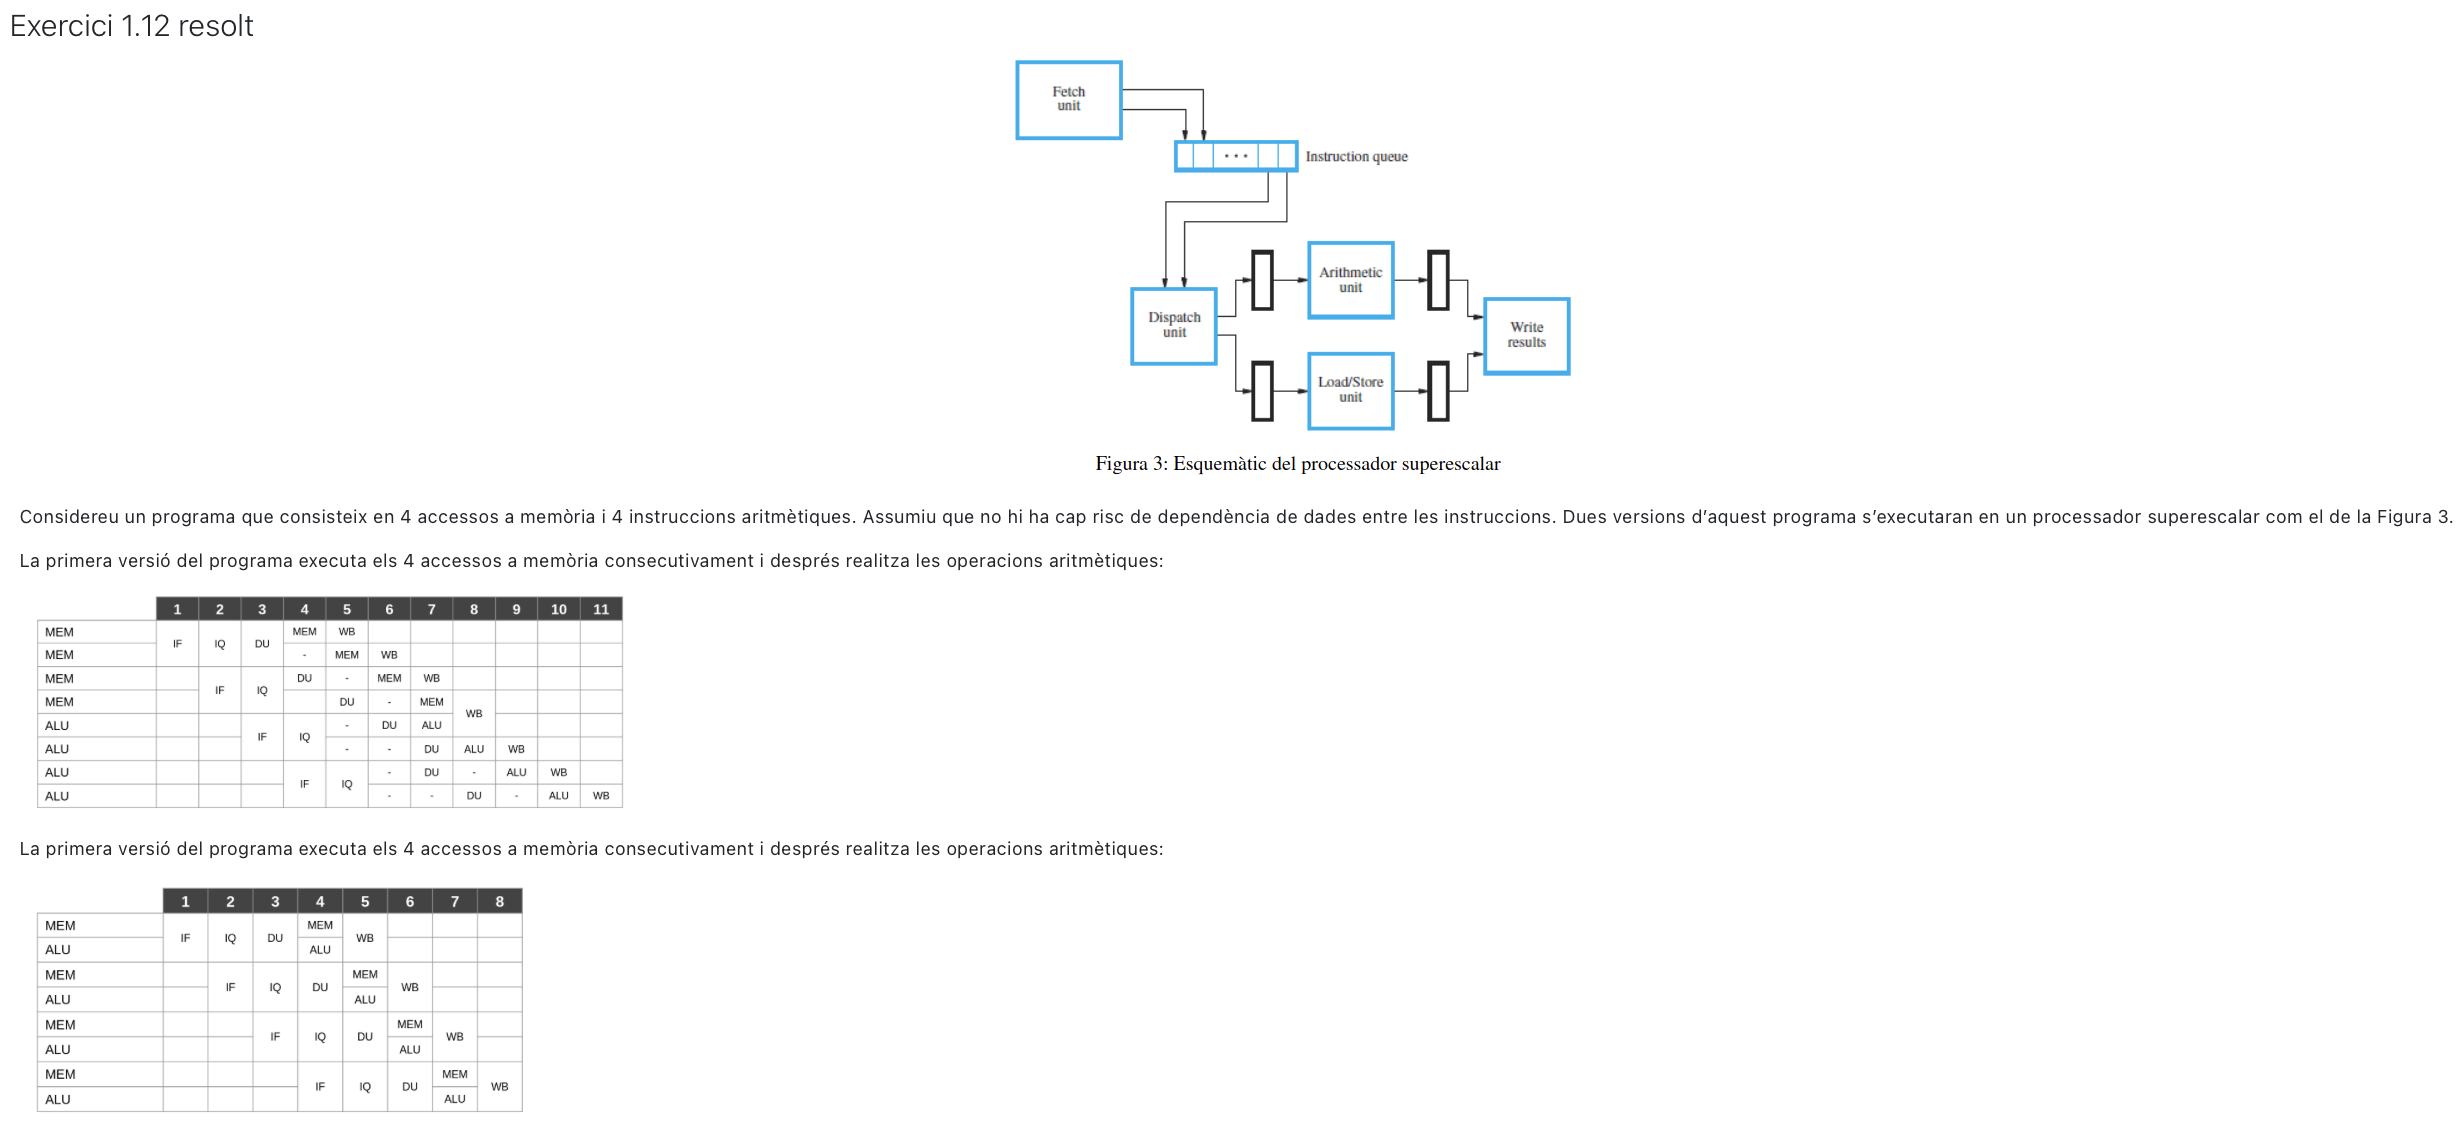 Exercici 1.12 resolt
Fetch
unit
• • •
Instruction queue
Arithmetic
unit
Dispatch
unit
Write
results
Load/Store
unit
Figura 3: Esquemàtic del processador superescalar
Considereu un programa que consisteix en 4 accessos a memòria i 4 instruccions aritmètiques. Assumiu que no hi ha cap risc de dependència de dades entre les instruccions. Dues versions d’aquest programa s’executaran en un processador superescalar com el de la Figura 3.
La primera versió del programa executa els 4 accessos a memòria consecutivament i després realitza les operacions aritmètiques:
1 2 3 4 5 6 7 8 9 10 11
MEM IF IQ DU MEM WB
MEM - MEM WB
MEM IF IQ DU - MEM WB
MEM DU - MEM WB
ALU IF IQ - DU ALU
ALU - - DU ALU WB
ALU IF IQ - DU - ALU WB
ALU - - DU - ALU WB
La primera versió del programa executa els 4 accessos a memòria consecutivament i després realitza les operacions aritmètiques:
1 2 3 4 5 6 7 8
MEM IF IQ DU MEM WB
ALU ALU
MEM IF IQ DU MEM WB
ALU ALU
MEM IF IQ DU MEM WB
ALU ALU
MEM IF IQ DU MEM WB
ALU ALU